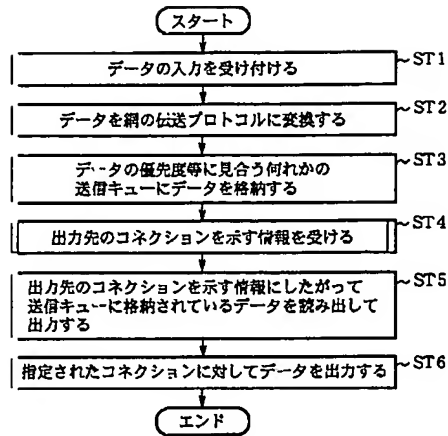 スタート
データの入力を受け付ける
~ST1
データを網の伝送プロトコルに変換する
~ST2
データの優先度等に見合う何れかの
送信キューにデータを格納する
~ST3
出力先のコネクションを示す情報を受ける
~ST4
出力先のコネクションを示す情報にしたがって
送信キューに格納されているデータを読み出して
出力する
~ST5
指定されたコネクションに対してデータを出力する
~ST6
エンド